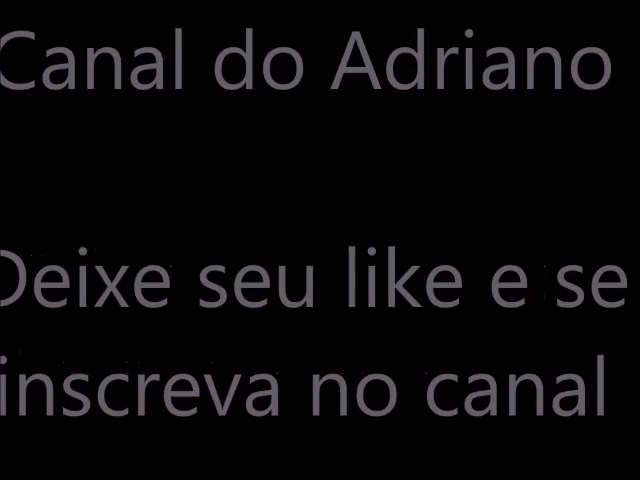 Canal do Adriano
Deixe seu like e se
inscreva no canal